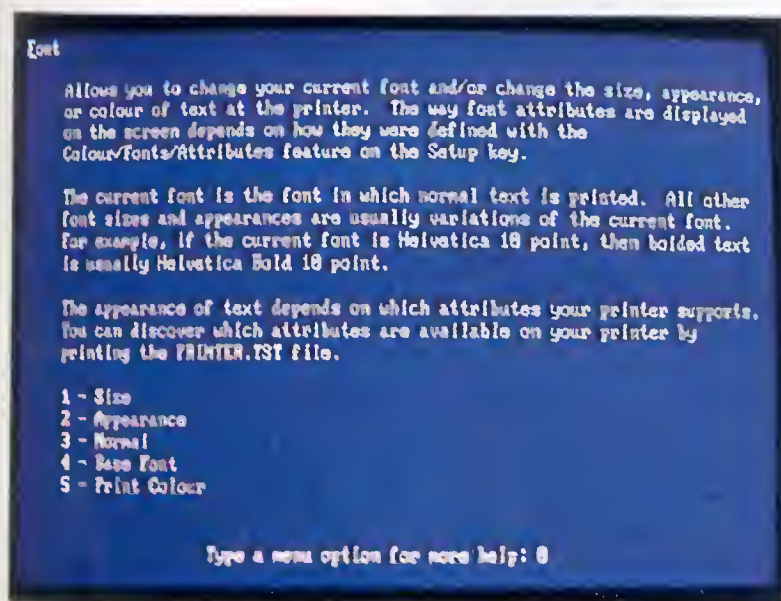 Font
Allows you to change your current font and/or change the size, appearance,
or colour of text at the printer. The way font attributes are displayed
on the screen depends on how they were defined with the
Colour/Fonts/Attributes feature on the Setup key.
The current font is the font in which normal text is printed. All other
font sizes and appearances are usually variations of the current font.
For example, if the current font is Helvetica 10 point, then bolded text
is usually Helvetica Bold 10 point.
The appearance of text depends on which attributes your printer supports.
You can discover which attributes are available on your printer by
printing the PRINTER.TST file.
1 - Size
2 - Appearance
3 - Normal
4 - Base Font
5 - Print Colour
Type a menu option for more help: 0